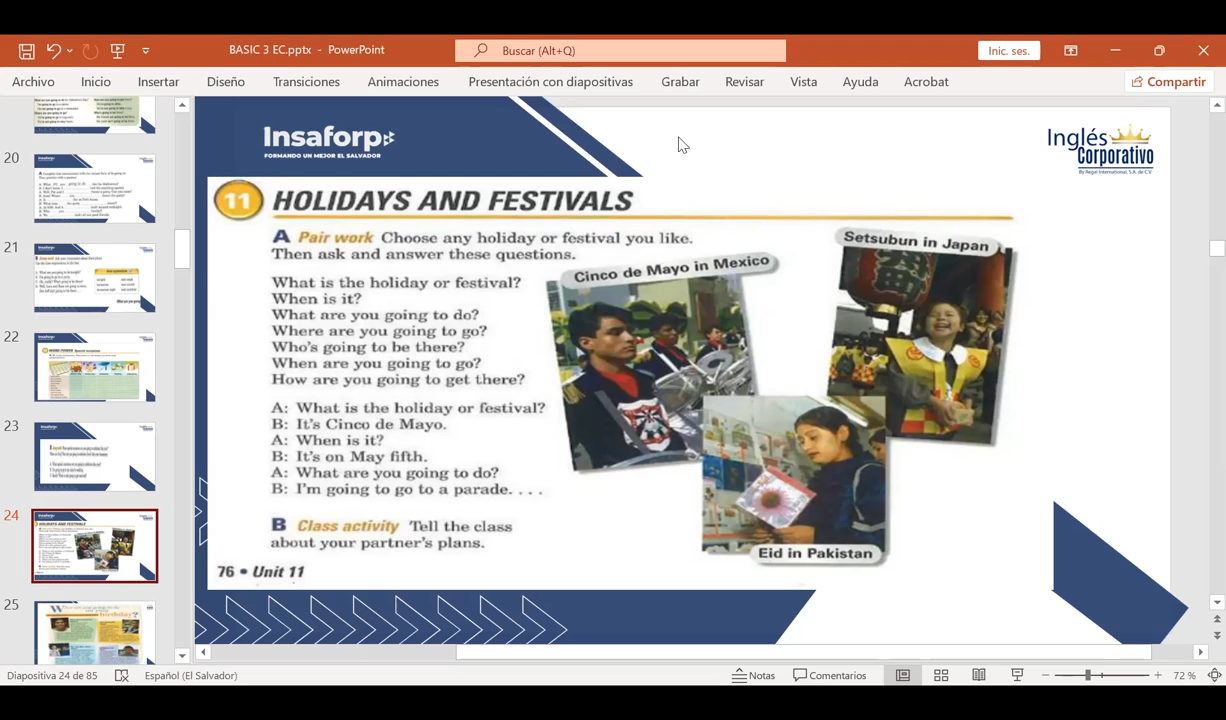 BASIC 3 EC.pptx - PowerPoint
Buscar (Alt+Q)
Inic. ses.
Archivo Inicio Insertar Diseño Transiciones Animaciones Presentación con diapositivas Grabar Revisar Vista Ayuda Acrobat Compartir
20
21
22
23
24
25
Insaforp
FORMANDO UN MEJOR EL SALVADOR
Inglés
Corporativo
By Regal International, S.A. de C.V.
11 HOLIDAYS AND FESTIVALS
A Pair work Choose any holiday or festival you like.
Then ask and answer these questions.
What is the holiday or festival?
When is it?
What are you going to do?
Where are you going to go?
Who's going to be there?
When are you going to go?
How are you going to get there?
A: What is the holiday or festival?
B: It's Cinco de Mayo.
A: When is it?
B: It's on May fifth.
A: What are you going to do?
B: I'm going to go to a parade. . . .
B Class activity Tell the class
about your partner's plans.
76 • Unit 11
Cinco de Mayo in Mexico
Setsubun in Japan
Eid in Pakistan
Diapositiva 24 de 85
Español (El Salvador)
Notas
Comentarios
72 %